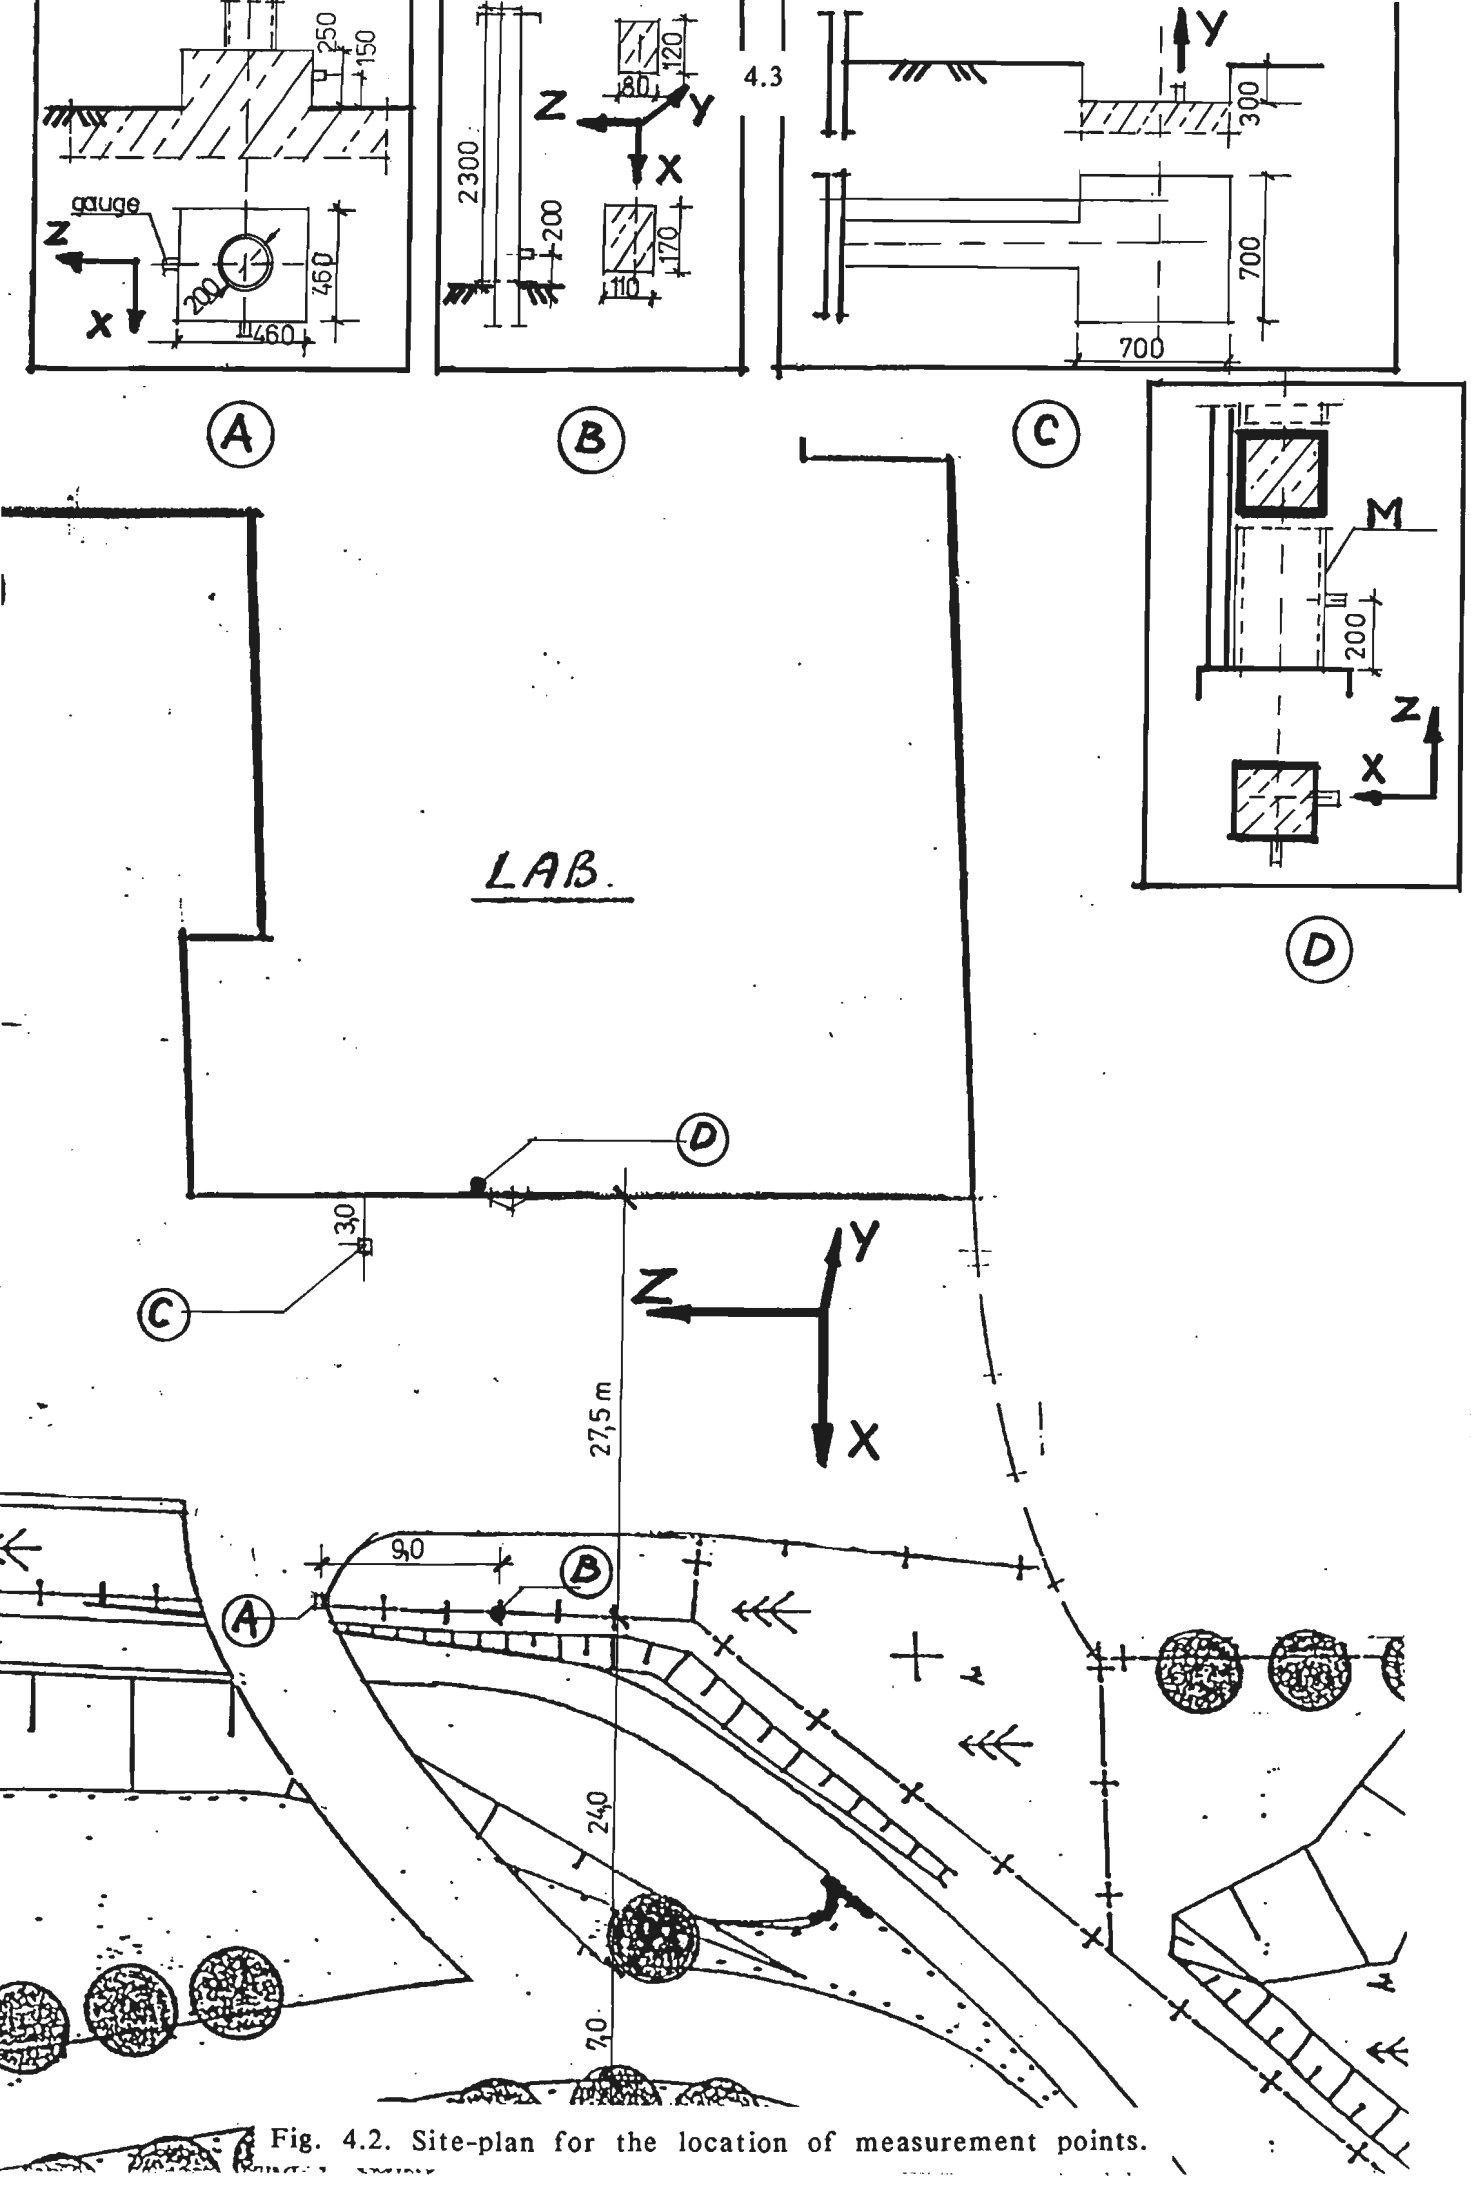 250
150
gauge
Z
X
200
460
460
A
2300
200
120
80
Z
Y
X
170
110
B
4.3
Y
300
700
700
C
M
200
Z
X
D
LAB.
D
3,0
C
Z
Y
X
27,5 m
9,0
B
A
24,0
7,0
Fig. 4.2. Site-plan for the location of measurement points.